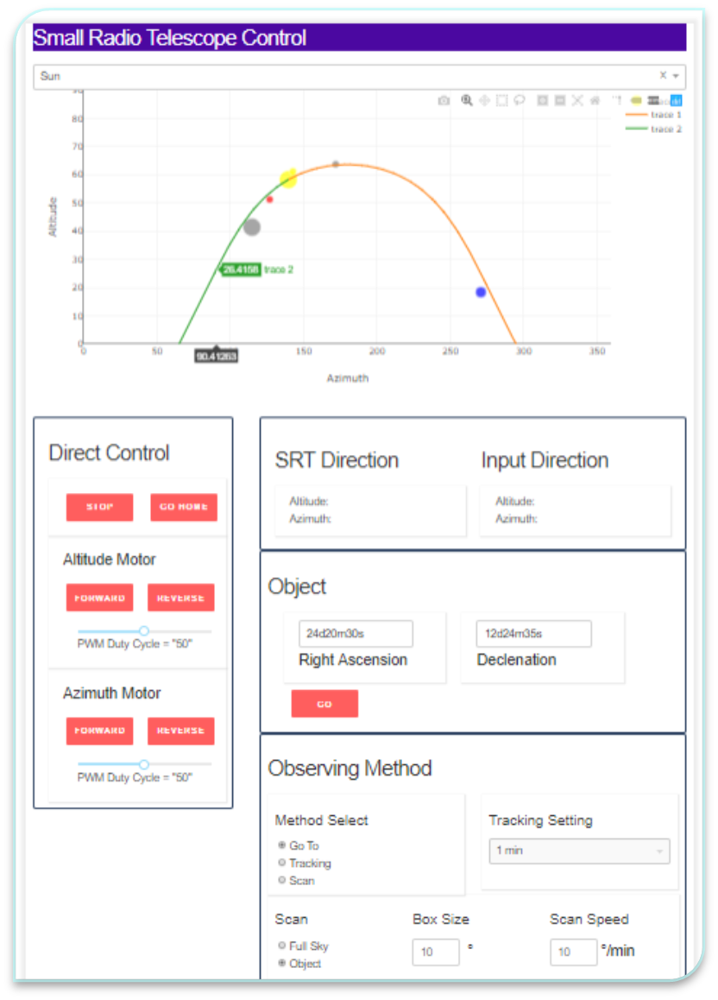 Small Radio Telescope Control
Sun
80
70
60
50
40
30
20
10
0
Altitude
trace 1
trace 2
26.4158 trace 2
0 50 90.41263 150 200 250 300 350
Azimuth
Direct Control
STOP GO HOME
Altitude Motor
FORWARD REVERSE
PWM Duty Cycle = "50"
Azimuth Motor
FORWARD REVERSE
PWM Duty Cycle = "50"
SRT Direction
Altitude:
Azimuth:
Input Direction
Altitude:
Azimuth:
Object
24d20m30s
Right Ascension
12d24m35s
Declenation
GO
Observing Method
Method Select
Go To
Tracking
Scan
Tracking Setting
1 min
Scan
Full Sky
Object
Box Size
10 °
Scan Speed
10 °/min